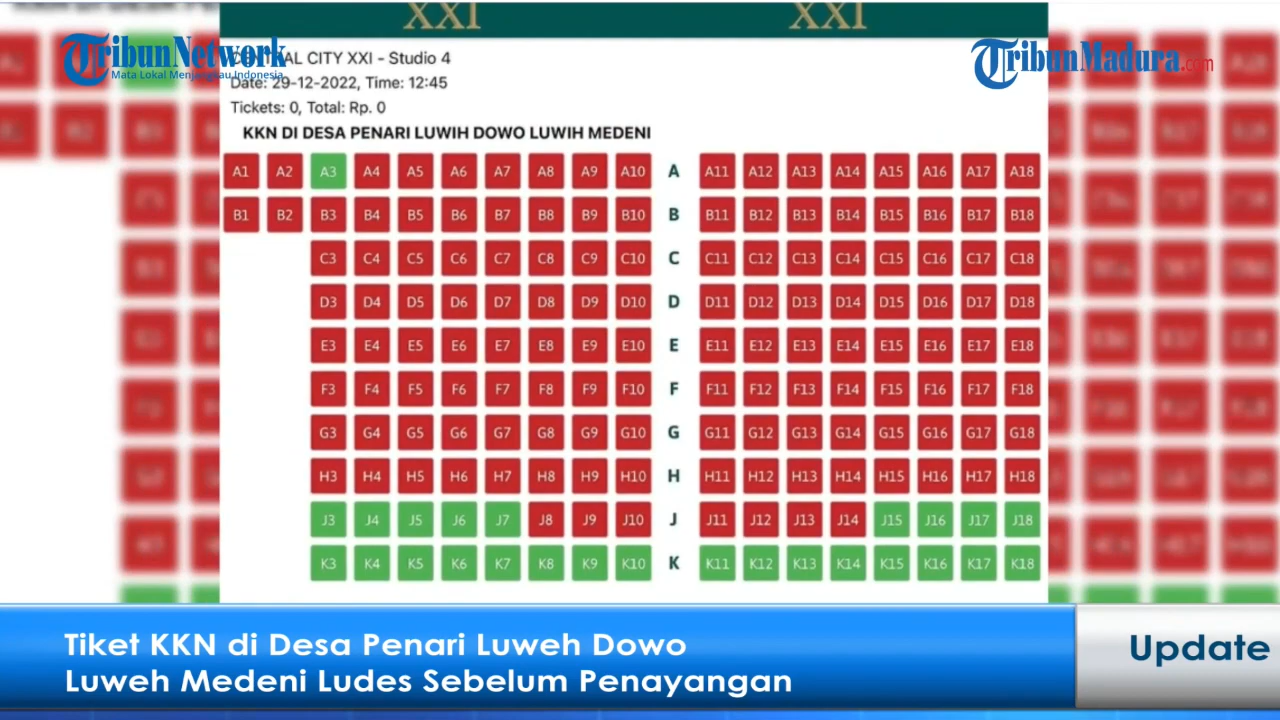 XXI XXI
TribunNetwork
Mata Lokal Menjangkau Indonesia
TribunMadura.com
CENTRAL CITY XXI - Studio 4
Date: 29-12-2022, Time: 12:45
Tickets: 0, Total: Rp. 0
KKN DI DESA PENARI LUWIH DOWO LUWIH MEDENI
A1 A2 A3 A4 A5 A6 A7 A8 A9 A10 A A11 A12 A13 A14 A15 A16 A17 A18
B1 B2 B3 B4 B5 B6 B7 B8 B9 B10 B B11 B12 B13 B14 B15 B16 B17 B18
C3 C4 C5 C6 C7 C8 C9 C10 C C11 C12 C13 C14 C15 C16 C17 C18
D3 D4 D5 D6 D7 D8 D9 D10 D D11 D12 D13 D14 D15 D16 D17 D18
E3 E4 E5 E6 E7 E8 E9 E10 E E11 E12 E13 E14 E15 E16 E17 E18
F3 F4 F5 F6 F7 F8 F9 F10 F F11 F12 F13 F14 F15 F16 F17 F18
G3 G4 G5 G6 G7 G8 G9 G10 G G11 G12 G13 G14 G15 G16 G17 G18
H3 H4 H5 H6 H7 H8 H9 H10 H H11 H12 H13 H14 H15 H16 H17 H18
J3 J4 J5 J6 J7 J8 J9 J10 J J11 J12 J13 J14 J15 J16 J17 J18
K3 K4 K5 K6 K7 K8 K9 K10 K K11 K12 K13 K14 K15 K16 K17 K18
Tiket KKN di Desa Penari Luweh Dowo
Luweh Medeni Ludes Sebelum Penayangan
Update